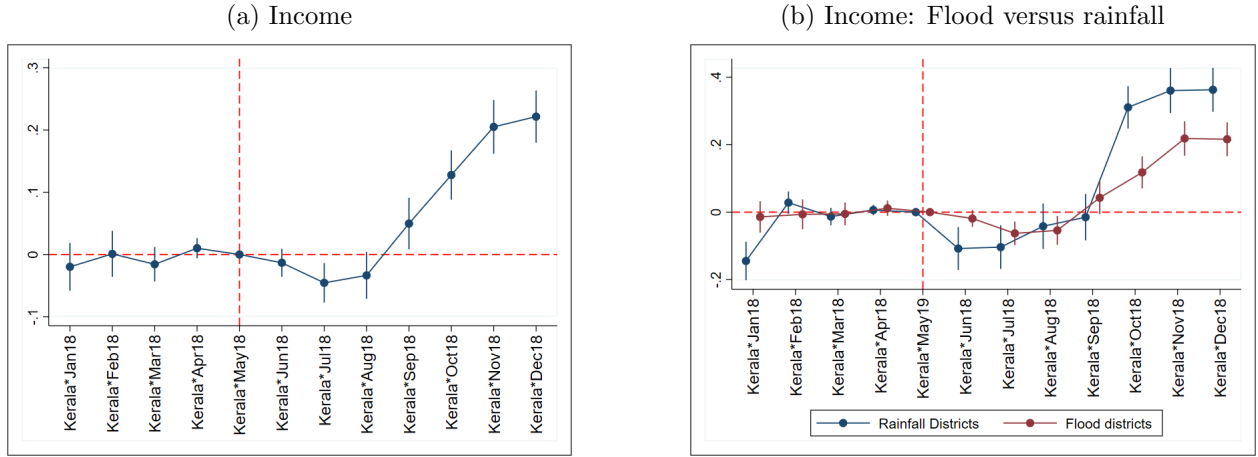 (a) Income
.3
.2
.1
0
-.1
Kerala*Jan18
Kerala*Feb18
Kerala*Mar18
Kerala*Apr18
Kerala*May18
Kerala*Jun18
Kerala*Jul18
Kerala*Aug18
Kerala*Sep18
Kerala*Oct18
Kerala*Nov18
Kerala*Dec18
(b) Income: Flood versus rainfall
.4
.2
0
-.2
Kerala*Jan18
Kerala*Feb18
Kerala*Mar18
Kerala*Apr18
Kerala*May19
Kerala*Jun18
Kerala*Jul18
Kerala*Aug18
Kerala*Sep18
Kerala*Oct18
Kerala*Nov18
Kerala*Dec18
Rainfall Districts
Flood districts